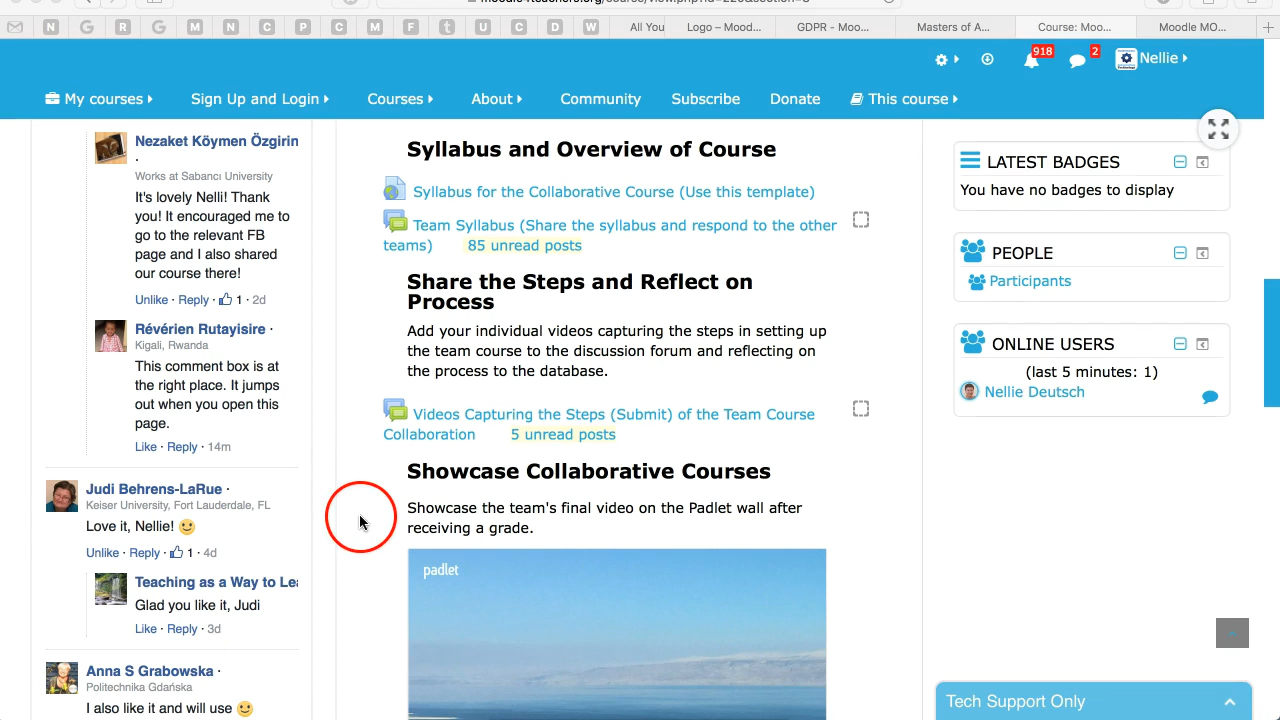 N G R G M N C P C M F t U C D W All You Logo – Mood... GDPR - Moo... Masters of A... Course: Moo... Moodle MO...
918 2 Nellie
My courses Sign Up and Login Courses About Community Subscribe Donate This course
Nezaket Köymen Özgirin
·
Works at Sabancı University
It's lovely Nelli! Thank
you! It encouraged me to
go to the relevant FB
page and I also shared
our course there!
Unlike · Reply · 1 · 2d
Révérien Rutayisire ·
Kigali, Rwanda
This comment box is at
the right place. It jumps
out when you open this
page.
Like · Reply · 14m
Judi Behrens-LaRue ·
Keiser University, Fort Lauderdale, FL
Love it, Nellie! 🙂
Unlike · Reply · 1 · 4d
Teaching as a Way to Lea
Glad you like it, Judi
Like · Reply · 3d
Anna S Grabowska ·
Politechnika Gdańska
I also like it and will use 😉
Syllabus and Overview of Course
Syllabus for the Collaborative Course (Use this template)
Team Syllabus (Share the syllabus and respond to the other
teams) 85 unread posts
Share the Steps and Reflect on
Process
Add your individual videos capturing the steps in setting up
the team course to the discussion forum and reflecting on
the process to the database.
Videos Capturing the Steps (Submit) of the Team Course
Collaboration 5 unread posts
Showcase Collaborative Courses
Showcase the team's final video on the Padlet wall after
receiving a grade.
padlet
LATEST BADGES
You have no badges to display
PEOPLE
Participants
ONLINE USERS
(last 5 minutes: 1)
Nellie Deutsch
Tech Support Only